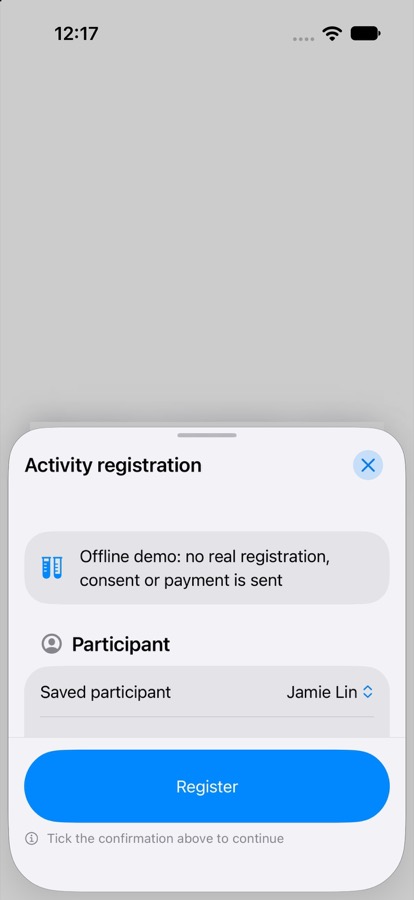 12:17
Activity registration
Offline demo: no real registration,
consent or payment is sent
Participant
Saved participant
Jamie Lin
Register
Tick the confirmation above to continue